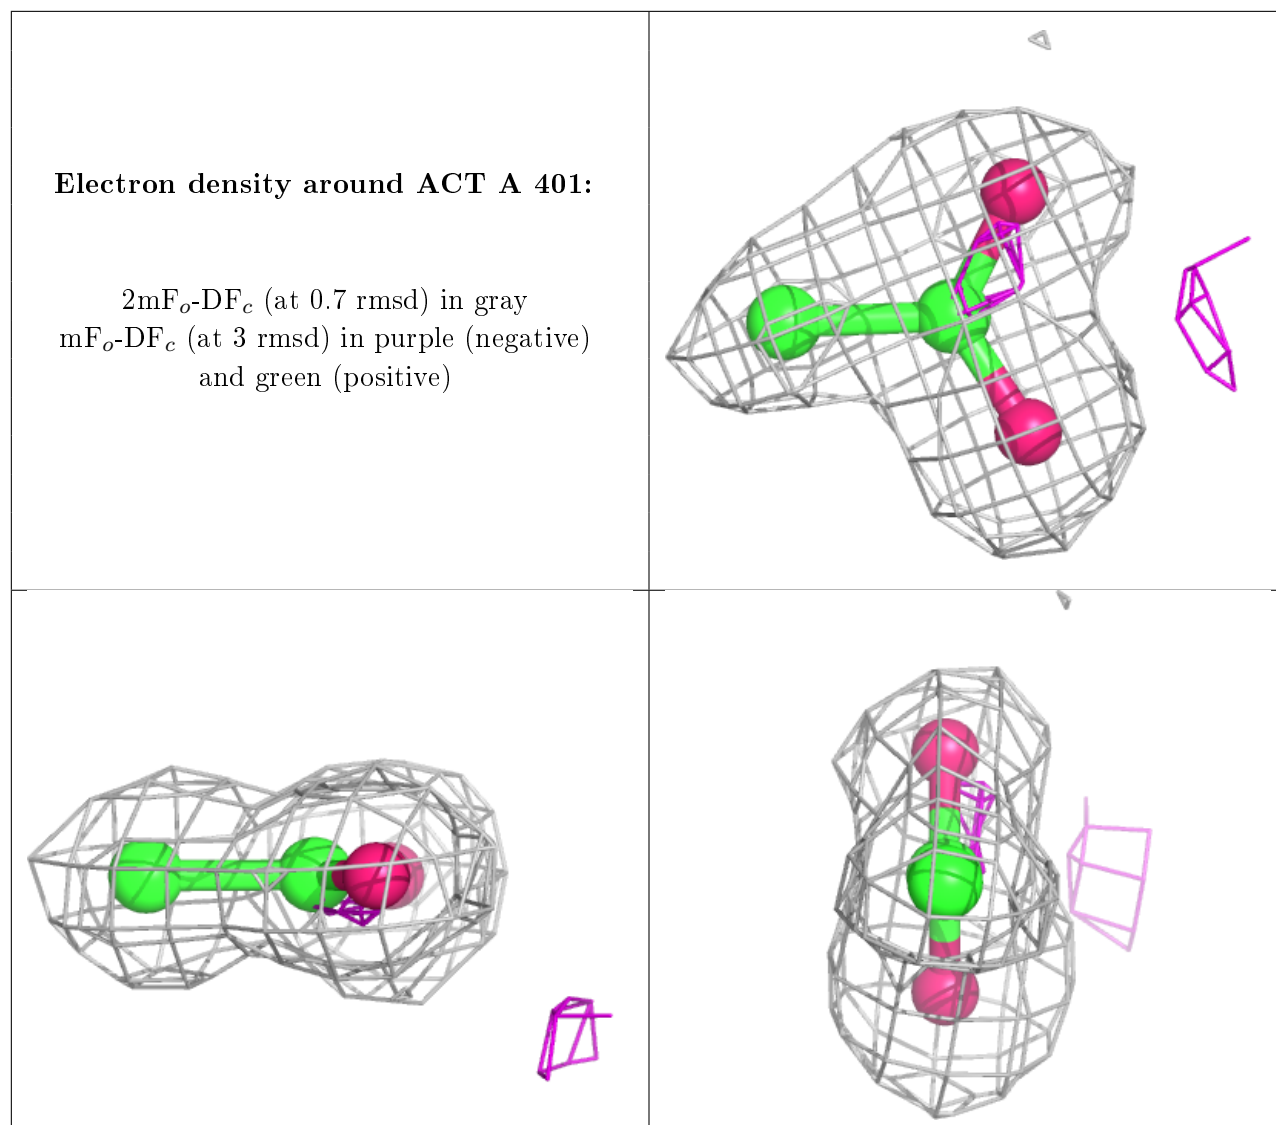 Electron density around ACT A 401:
2mFo-DFc (at 0.7 rmsd) in gray
mFo-DFc (at 3 rmsd) in purple (negative)
and green (positive)